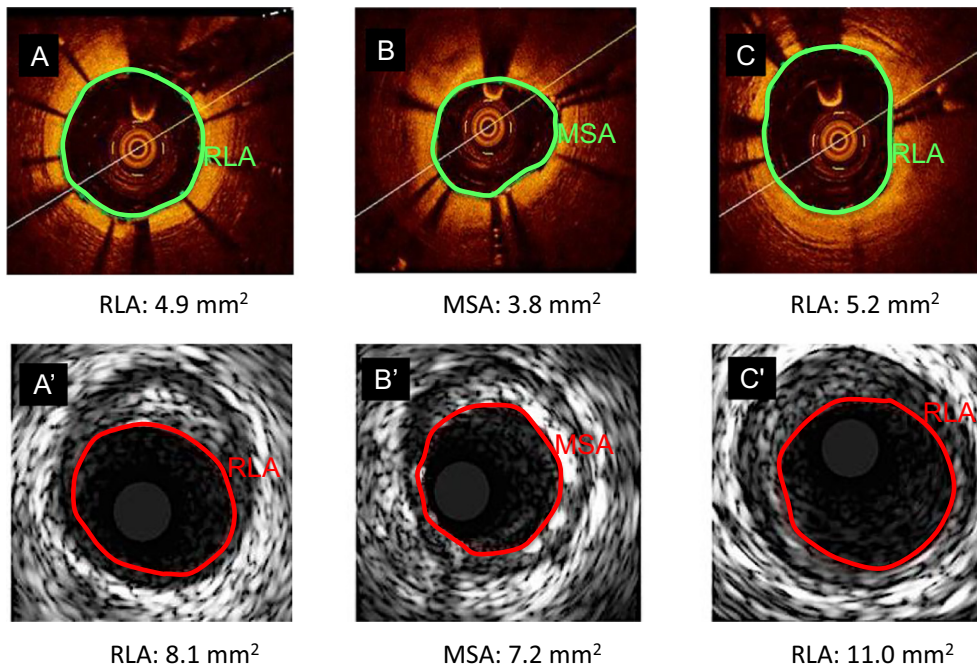 A
B
C
RLA
MSA
RLA
RLA: 4.9 mm²
MSA: 3.8 mm²
RLA: 5.2 mm²
A’
B’
C'
RLA
MSA
RLA
RLA: 8.1 mm²
MSA: 7.2 mm²
RLA: 11.0 mm²